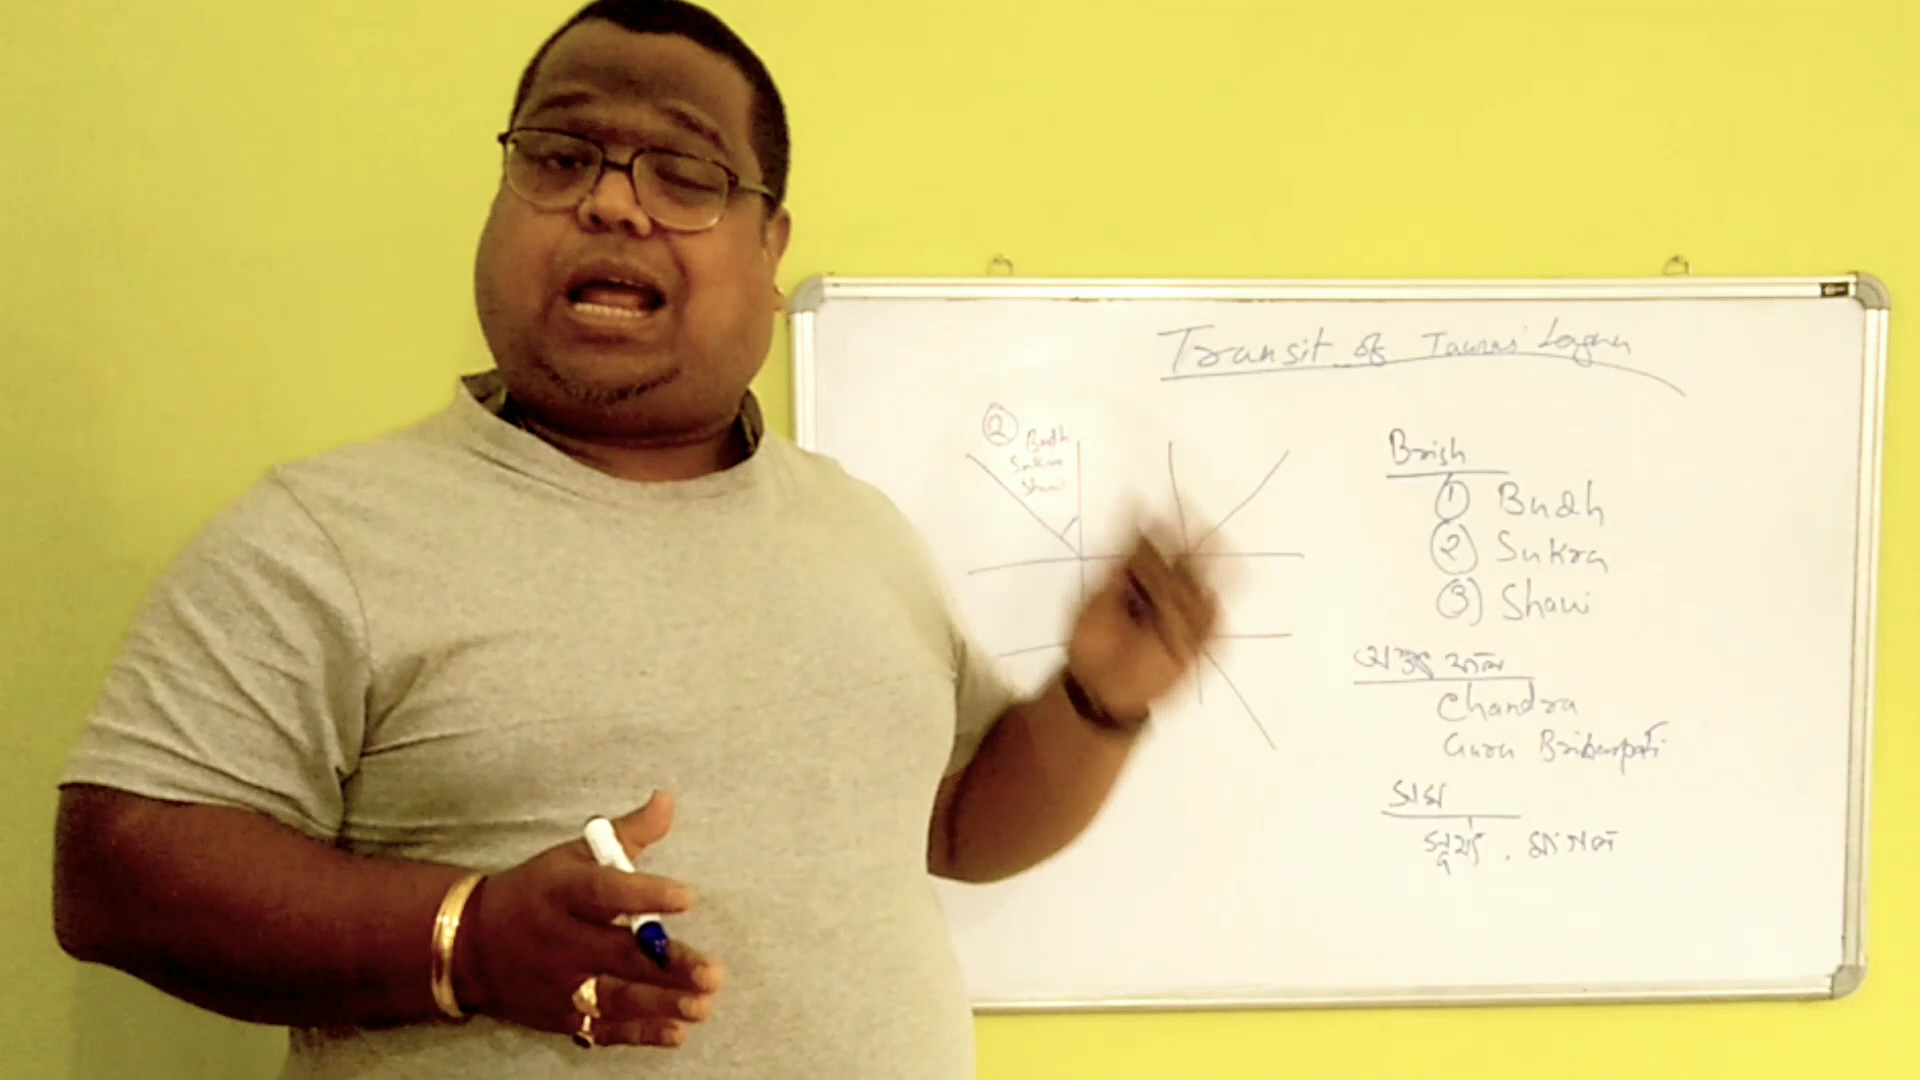 Transit of Taurus Lagna
② Budh
Sukra
Shani
Brish
① Budh
② Sukra
③ Shani
Chandra
Guru Brihaspati
সম
সূর্য্য . মংগল